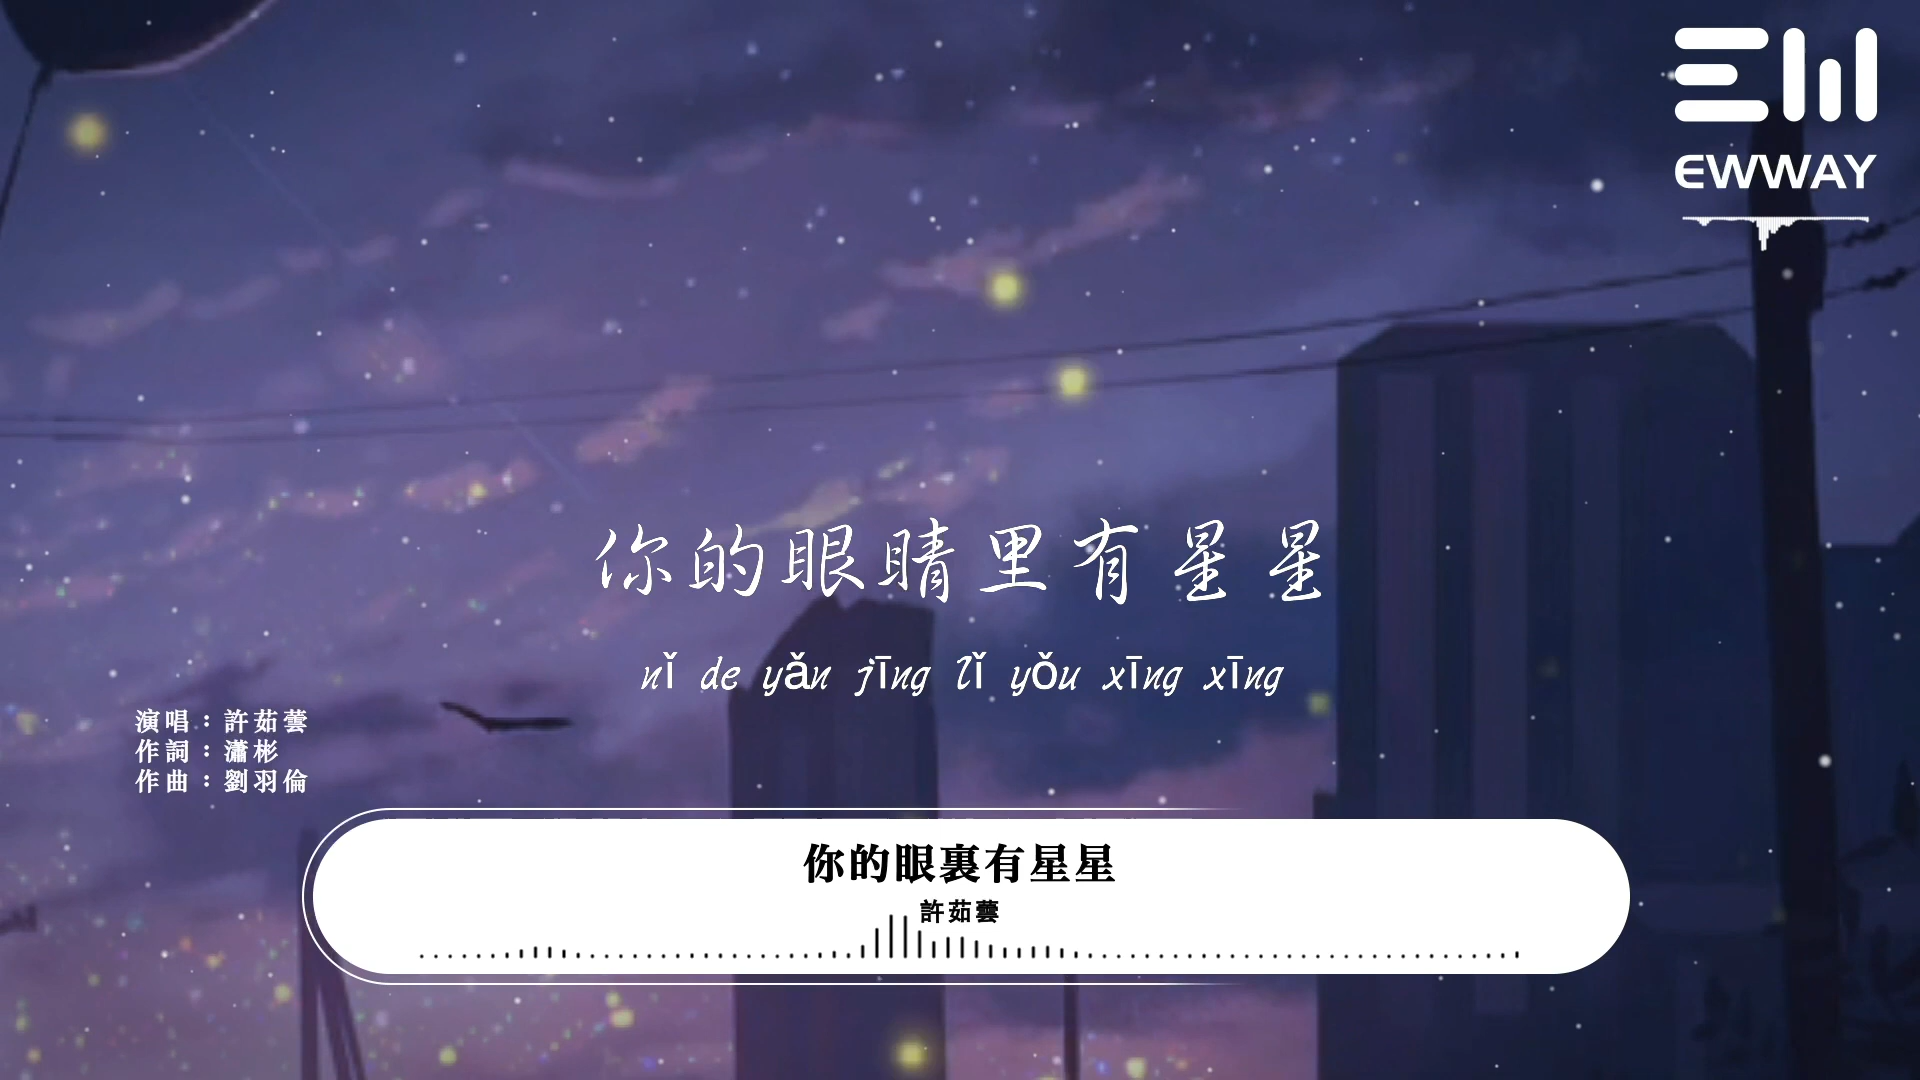 EW
EWWAY
你的眼睛里有星星
nǐ de yǎn jīng lǐ yǒu xīng xīng
演唱：許茹蕓
作詞：瀟彬
作曲：劉羽倫
你的眼裏有星星
許茹蕓